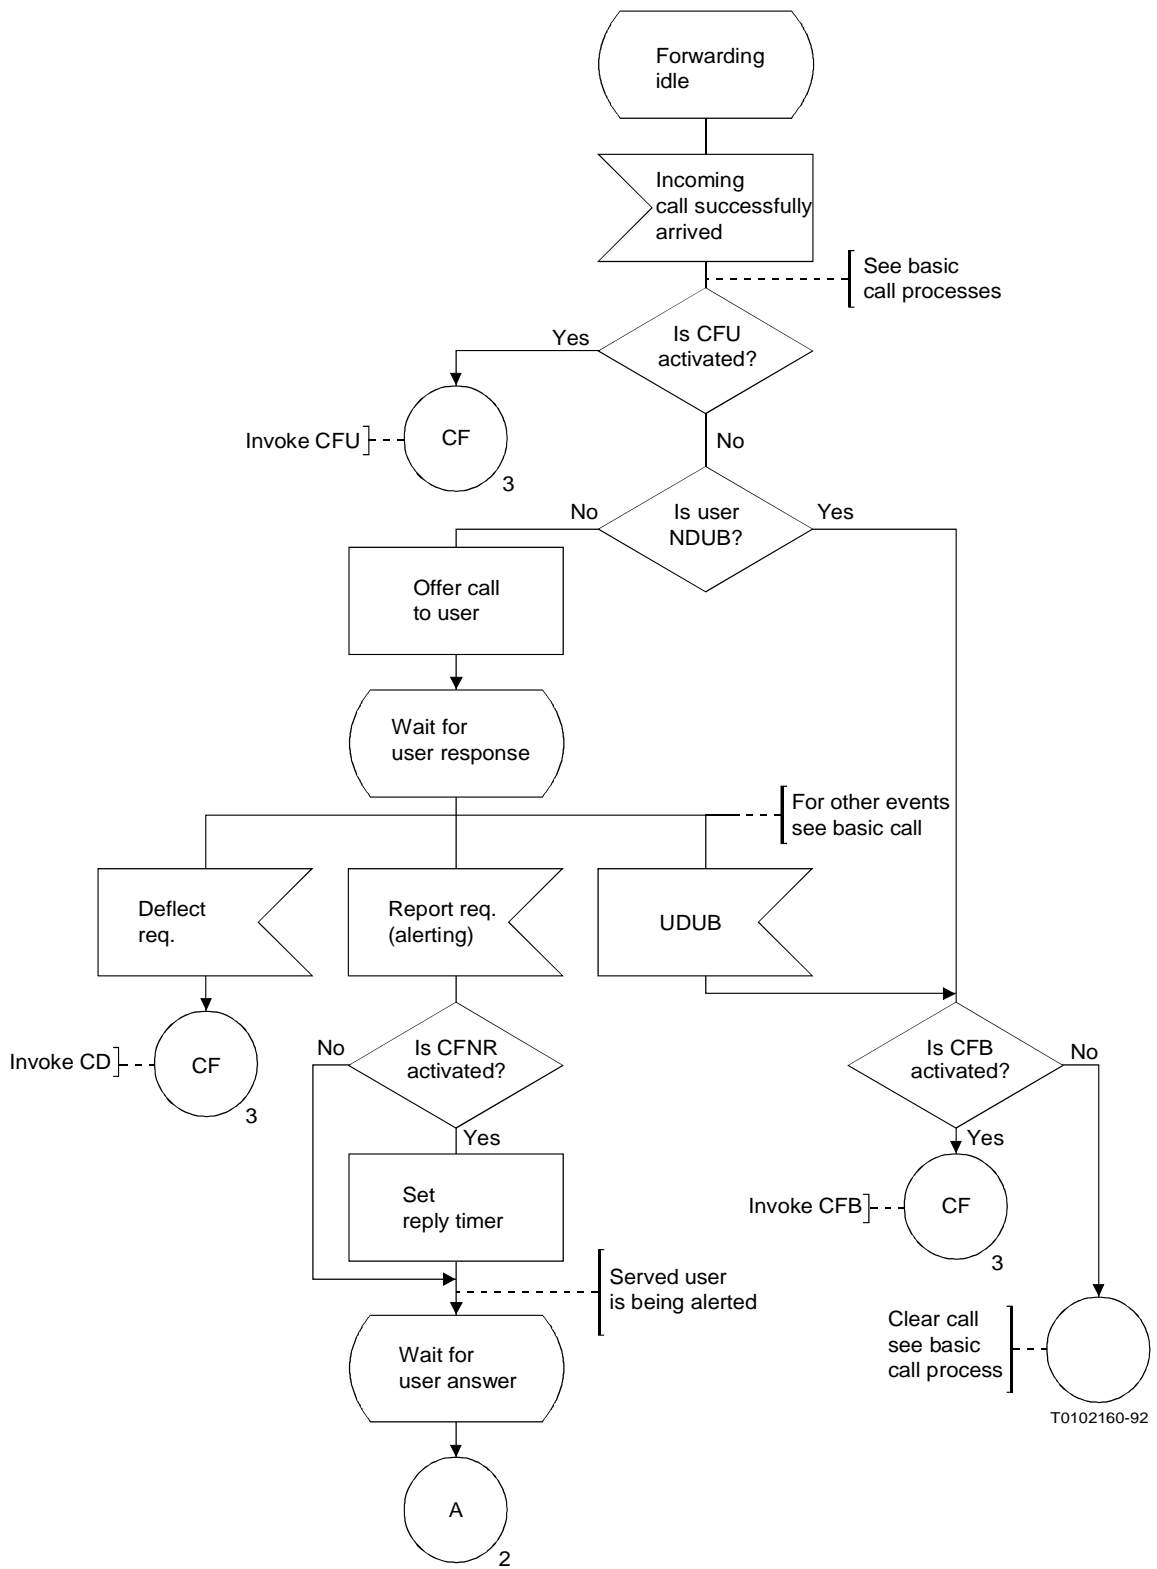 Forwarding
idle
Incoming
call successfully
arrived
See basic
call processes
Is CFU
activated?
Yes
No
Invoke CFU
CF
3
Is user
NDUB?
No
Yes
Offer call
to user
Wait for
user response
For other events
see basic call
Deflect
req.
Report req.
(alerting)
UDUB
Invoke CD
CF
3
Is CFNR
activated?
No
Yes
Is CFB
activated?
No
Yes
Set
reply timer
Invoke CFB
CF
3
Served user
is being alerted
Clear call
see basic
call process
T0102160-92
Wait for
user answer
A
2